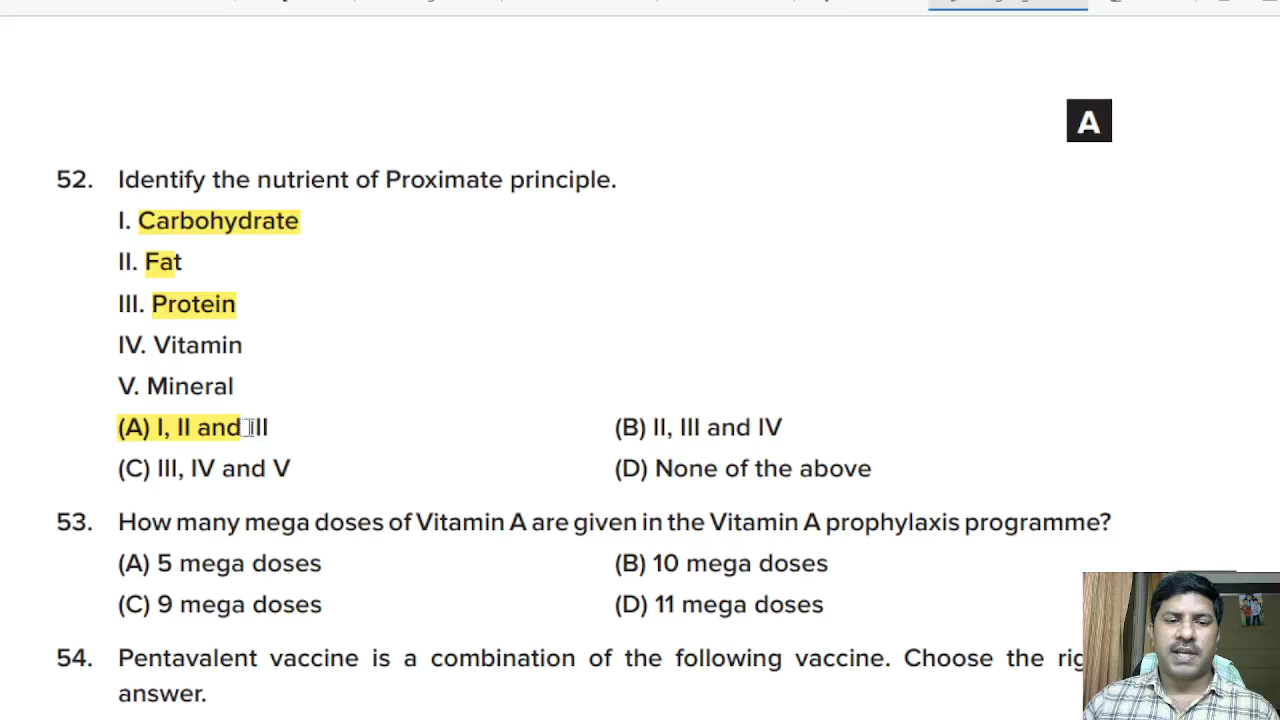 A
52. Identify the nutrient of Proximate principle.
I. Carbohydrate
II. Fat
III. Protein
IV. Vitamin
V. Mineral
(A) I, II and III (B) II, III and IV
(C) III, IV and V (D) None of the above
53. How many mega doses of Vitamin A are given in the Vitamin A prophylaxis programme?
(A) 5 mega doses (B) 10 mega doses
(C) 9 mega doses (D) 11 mega doses
54. Pentavalent vaccine is a combination of the following vaccine. Choose the
answer.